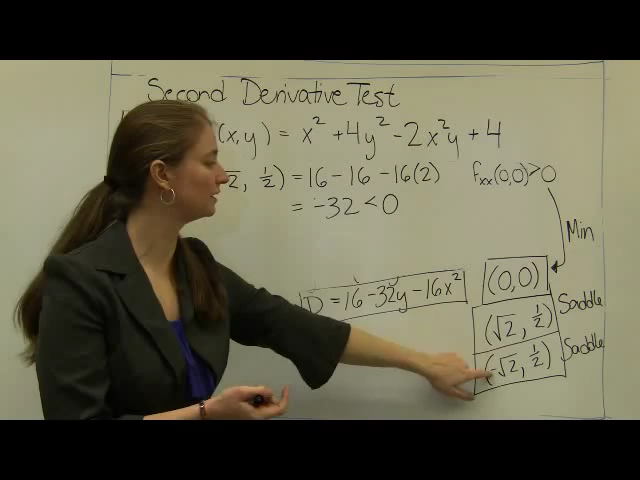 Second Derivative Test
(x,y) = x² + 4y² - 2x²y + 4
√2, 1/2) = 16 - 16 - 16(2)
= -32 < 0
fxx(0,0) > 0
Min
D = 16 - 32y - 16x²
(0,0)
(√2, 1/2) Saddle
(-√2, 1/2) Saddle